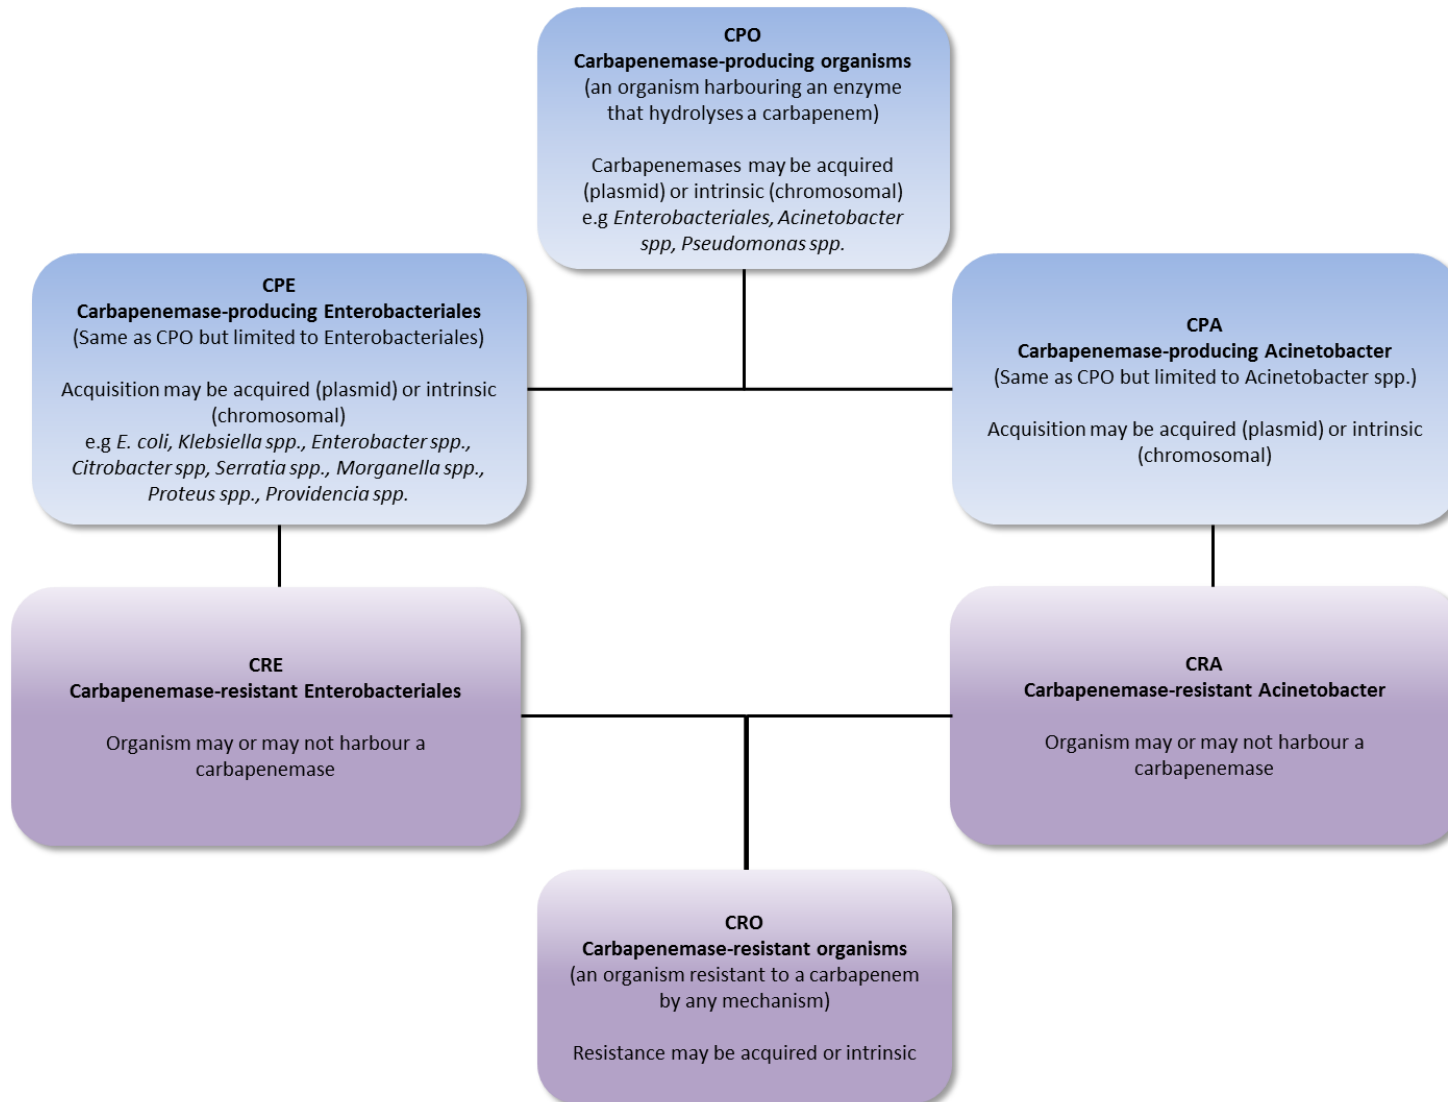 CPO
Carbapenemase-producing organisms
(an organism harbouring an enzyme
that hydrolyses a carbapenem)
Carbapenemases may be acquired
(plasmid) or intrinsic (chromosomal)
e.g Enterobacteriales, Acinetobacter
spp, Pseudomonas spp.
CPE
Carbapenemase-producing Enterobacteriales
(Same as CPO but limited to Enterobacteriales)
Acquisition may be acquired (plasmid) or intrinsic
(chromosomal)
e.g E. coli, Klebsiella spp., Enterobacter spp.,
Citrobacter spp, Serratia spp., Morganella spp.,
Proteus spp., Providencia spp.
CPA
Carbapenemase-producing Acinetobacter
(Same as CPO but limited to Acinetobacter spp.)
Acquisition may be acquired (plasmid) or intrinsic
(chromosomal)
CRE
Carbapenemase-resistant Enterobacteriales
Organism may or may not harbour a
carbapenemase
CRA
Carbapenemase-resistant Acinetobacter
Organism may or may not harbour a
carbapenemase
CRO
Carbapenemase-resistant organisms
(an organism resistant to a carbapenem
by any mechanism)
Resistance may be acquired or intrinsic